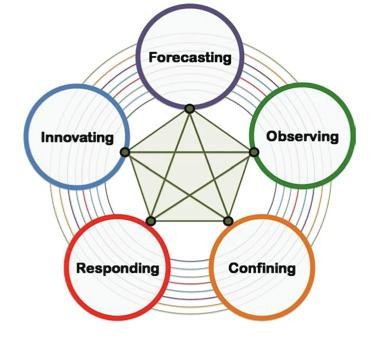 Forecasting
Innovating
Observing
Responding
Confining